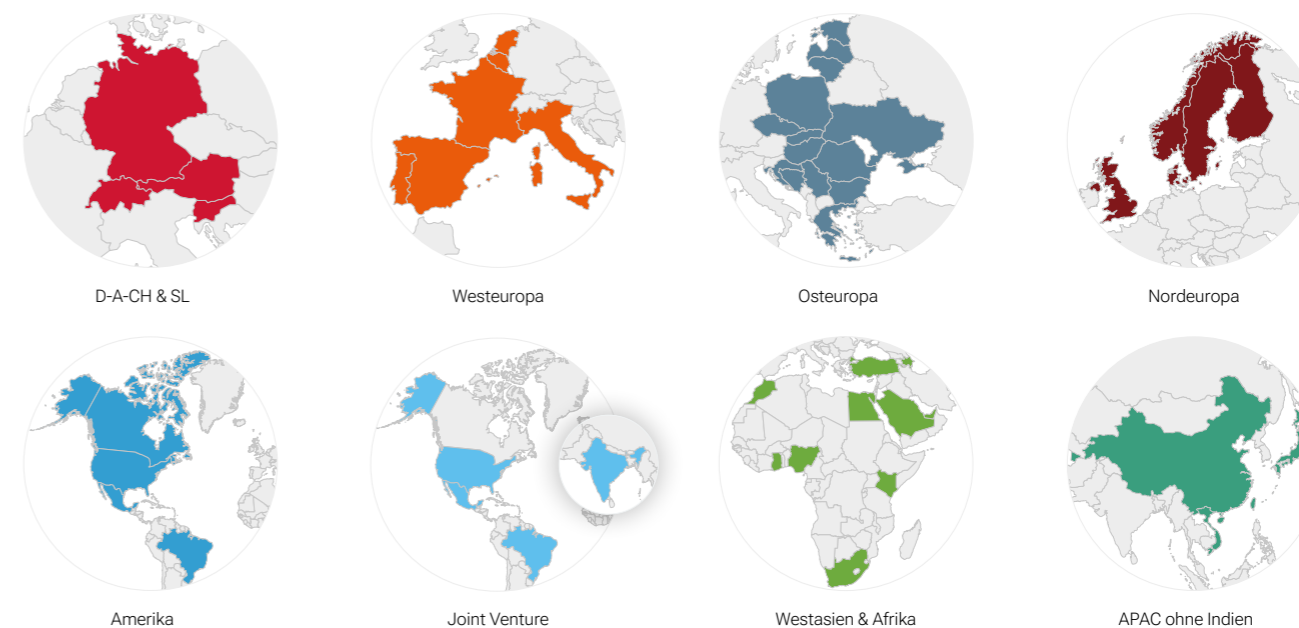 D-A-CH & SL
Westeuropa
Osteuropa
Nordeuropa
Amerika
Joint Venture
Westasien & Afrika
APAC ohne Indien